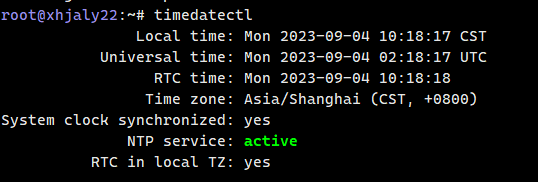 root@xhjaly22:~# timedatectl
Local time: Mon 2023-09-04 10:18:17 CST
Universal time: Mon 2023-09-04 02:18:17 UTC
RTC time: Mon 2023-09-04 10:18:18
Time zone: Asia/Shanghai (CST, +0800)
System clock synchronized: yes
NTP service: active
RTC in local TZ: yes